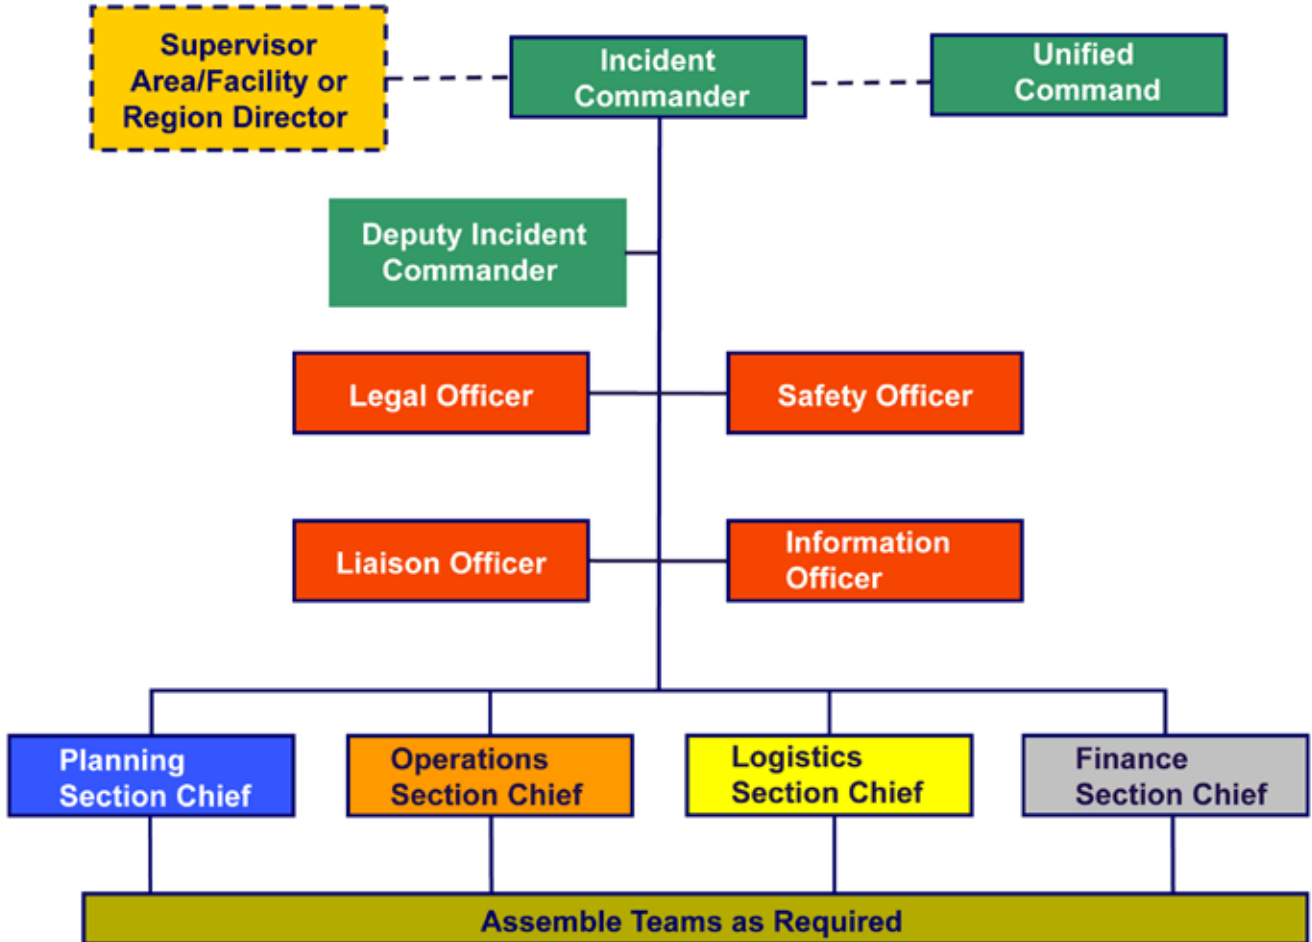 Supervisor
Area/Facility or
Region Director
Incident
Commander
Unified
Command
Deputy Incident
Commander
Legal Officer
Safety Officer
Liaison Officer
Information
Officer
Planning
Section Chief
Operations
Section Chief
Logistics
Section Chief
Finance
Section Chief
Assemble Teams as Required